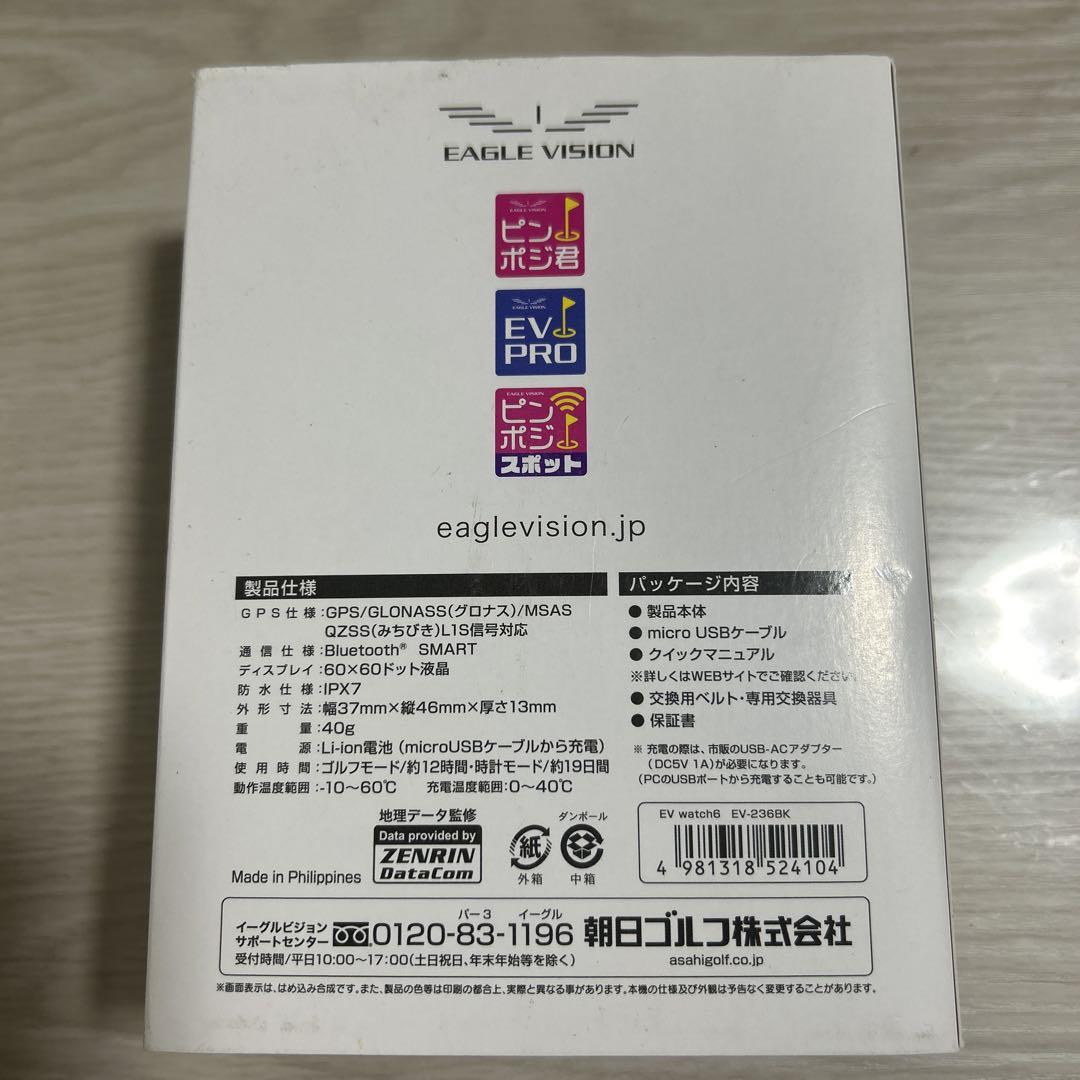 EAGLE VISION
EAGLE VISION
ピン
ポジ君
EAGLE VISION
EV
PRO
EAGLE VISION
ピン
ポジ
スポット
eaglevision.jp
製品仕様
GPS仕様:GPS/GLONASS(グロナス)/MSAS
QZSS(みちびき)L1S信号対応
通信仕様:Bluetooth® SMART
ディスプレイ:60×60ドット液晶
防水仕様:IPX7
外形寸法:幅37mm×縦46mm×厚さ13mm
重量:40g
電源:Li-ion電池(microUSBケーブルから充電)
使用時間:ゴルフモード/約12時間・時計モード/約19日間
動作温度範囲:-10~60℃ 充電温度範囲:0~40℃
パッケージ内容
● 製品本体
● micro USBケーブル
● クイックマニュアル
※詳しくはWEBサイトでご確認ください。
● 交換用ベルト・専用交換器具
● 保証書
※ 充電の際は、市販のUSB-ACアダプター
(DC5V 1A)が必要になります。
(PCのUSBポートから充電することも可能です。)
Made in Philippines
地理データ監修
Data provided by
ZENRIN
DataCom
紙
外箱
ダンボール
中箱
EV watch6 EV-236BK
4 981318 524104
イーグルビジョン
サポートセンター
パー3 イーグル
0120-83-1196
受付時間/平日10:00~17:00(土日祝日、年末年始等を除く)
朝日ゴルフ株式会社
asahigolf.co.jp
※画面表示は、はめ込み合成です。また、製品の色等は印刷の都合上、実際と異なる事があります。本機の仕様及び外観は予告なく変更することがあります。